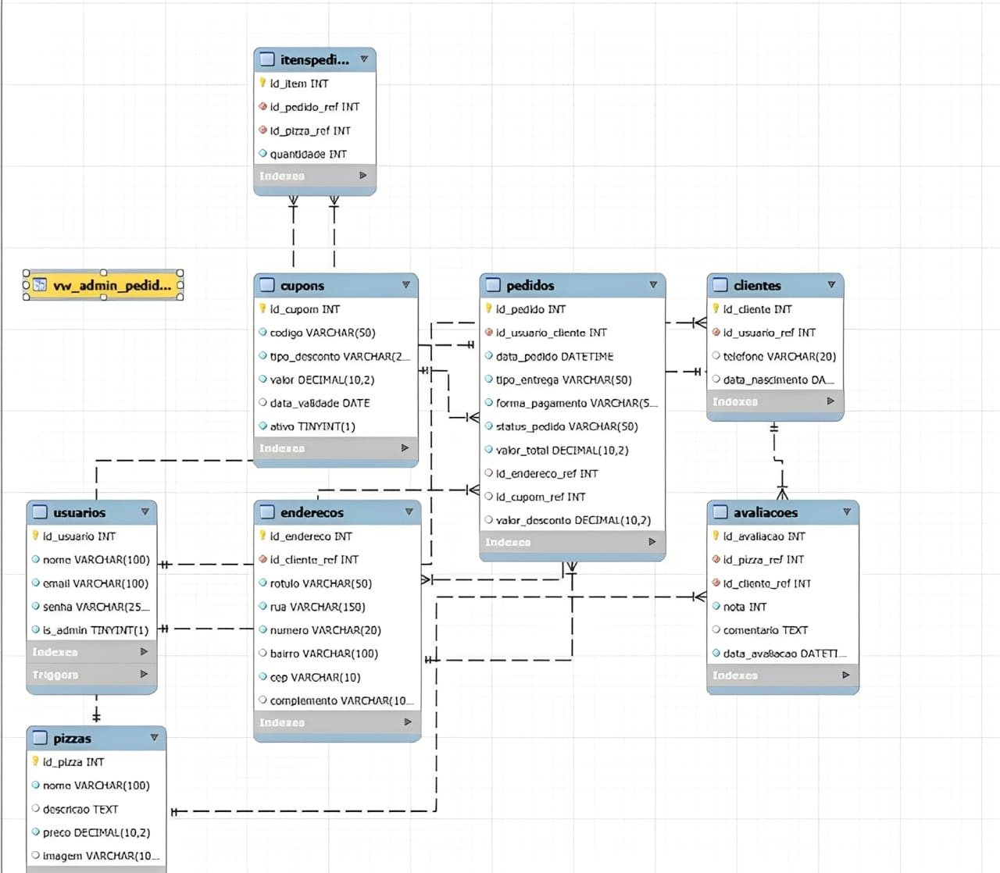 itenspedi...
id_item INT
id_pedido_ref INT
id_pizza_ref INT
quantidade INT
Indexes
vw_admin_pedid...
cupons
id_cupom INT
codigo VARCHAR(50)
tipo_desconto VARCHAR(2...
valor DECIMAL(10,2)
data_validade DATE
ativo TINYINT(1)
Indexes
pedidos
id_pedido INT
id_usuario_cliente INT
data_pedido DATETIME
tipo_entrega VARCHAR(50)
forma_pagamento VARCHAR(5...
status_pedido VARCHAR(50)
valor_total DECIMAL(10,2)
id_endereco_ref INT
id_cupom_ref INT
valor_desconto DECIMAL(10,2)
Indexes
clientes
id_cliente INT
id_usuario_ref INT
telefone VARCHAR(20)
data_nascimento DA...
Indexes
usuarios
id_usuario INT
nome VARCHAR(100)
email VARCHAR(100)
senha VARCHAR(25...
is_admin TINYINT(1)
Indexes
Triggers
enderecos
id_endereco INT
id_cliente_ref INT
rotulo VARCHAR(50)
rua VARCHAR(150)
numero VARCHAR(20)
bairro VARCHAR(100)
cep VARCHAR(10)
complemento VARCHAR(10...
Indexes
avaliacoes
id_avaliacao INT
id_pizza_ref INT
id_cliente_ref INT
nota INT
comentario TEXT
data_avaliacao DATETI...
Indexes
pizzas
id_pizza INT
nome VARCHAR(100)
descricao TEXT
preco DECIMAL(10,2)
imagem VARCHAR(10...